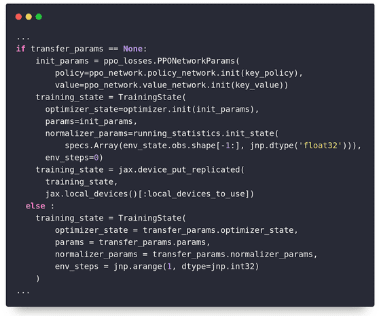 ...
if transfer_params == None:
    init_params = ppo_losses.PPONetworkParams(
        policy=ppo_network.policy_network.init(key_policy),
        value=ppo_network.value_network.init(key_value))
    training_state = TrainingState(
      optimizer_state=optimizer.init(init_params),
      params=init_params,
      normalizer_params=running_statistics.init_state(
          specs.Array(env_state.obs.shape[-1:], jnp.dtype('float32'))),
      env_steps=0)
    training_state = jax.device_put_replicated(
      training_state,
      jax.local_devices()[:local_devices_to_use])
  else :
    training_state = TrainingState(
        optimizer_state = transfer_params.optimizer_state,
        params = transfer_params.params,
        normalizer_params = transfer_params.normalizer_params,
        env_steps = jnp.arange(1, dtype=jnp.int32)
    )
...